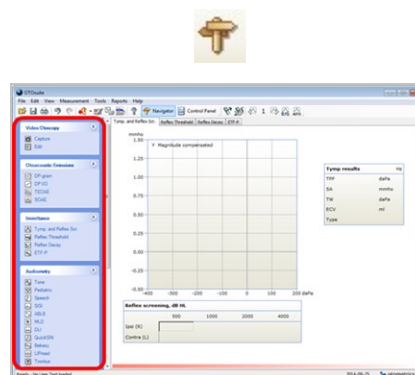 OTOsuite
File Edit View Measurement Tools Reports Help
Navigator Control Panel 1
Tymp. and Reflex Scr. Reflex Threshold Reflex Decay ETF-P
Video Otoscopy
Capture
Edit
Otoacoustic Emissions
DP-gram
DP I/O
TEOAE
SOAE
Immittance
Tymp. and Reflex Scr.
Reflex Threshold
Reflex Decay
ETF-P
Audiometry
Tone
Pediatric
Speech
SISI
ABLB
MLD
DLI
QuickSIN
Bekesy
Tinnitus
mmho
Y Magnitude compensated
1.50
1.25
1.00
0.75
0.50
0.25
0.00
-0.25
-0.50
-400 -300 -200 -100 0 100 200 daPa
Tymp results
TPP daPa
SA mmho
TW daPa
ECV ml
Type
Reflex screening, dB HL
500 1000 2000 4000
Ipsi (R)
Contra (L)